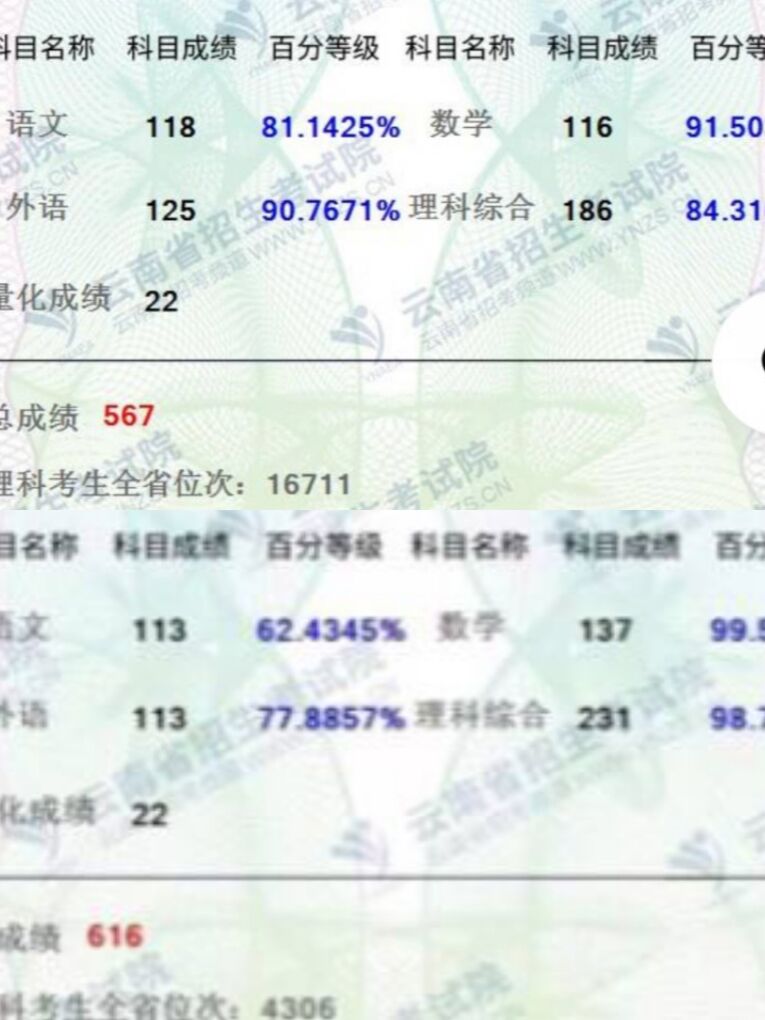 科目名称 科目成绩 百分等级 科目名称 科目成绩 百分等
语文 118 81.1425% 数学 116 91.50
外语 125 90.7671% 理科综合 186 84.31
量化成绩 22
总成绩 567
理科考生全省位次：16711
目名称 科目成绩 百分等级 科目名称 科目成绩 百分
语文 113 62.4345% 数学 137 99.5
外语 113 77.8857% 理科综合 231 98.7
化成绩 22
成绩 616
科考生全省位次：4306
云南省招生考试院
云南省招考频道WWW.YNZS.CN